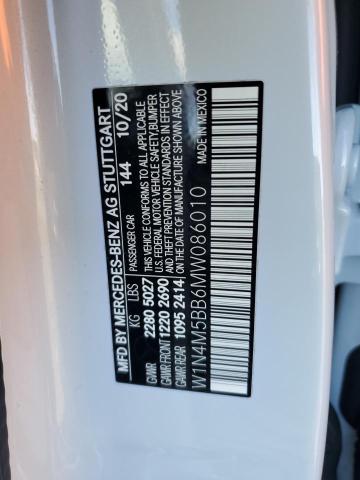 MFD BY MERCEDES-BENZ AG STUTTGART
KG LBS PASSENGER CAR 144 10/20
GVWR 2280 5027 THIS VEHICLE CONFORMS TO ALL APPLICABLE
GAWR FRONT 1220 2690 U.S. FEDERAL MOTOR VEHICLE SAFETY,BUMPER
GAWR REAR 1095 2414 AND THEFT PREVENTION STANDARDS IN EFFECT
ON THE DATE OF MANUFACTURE SHOWN ABOVE
MADE IN MEXICO
W1N4M5BB6MW086010